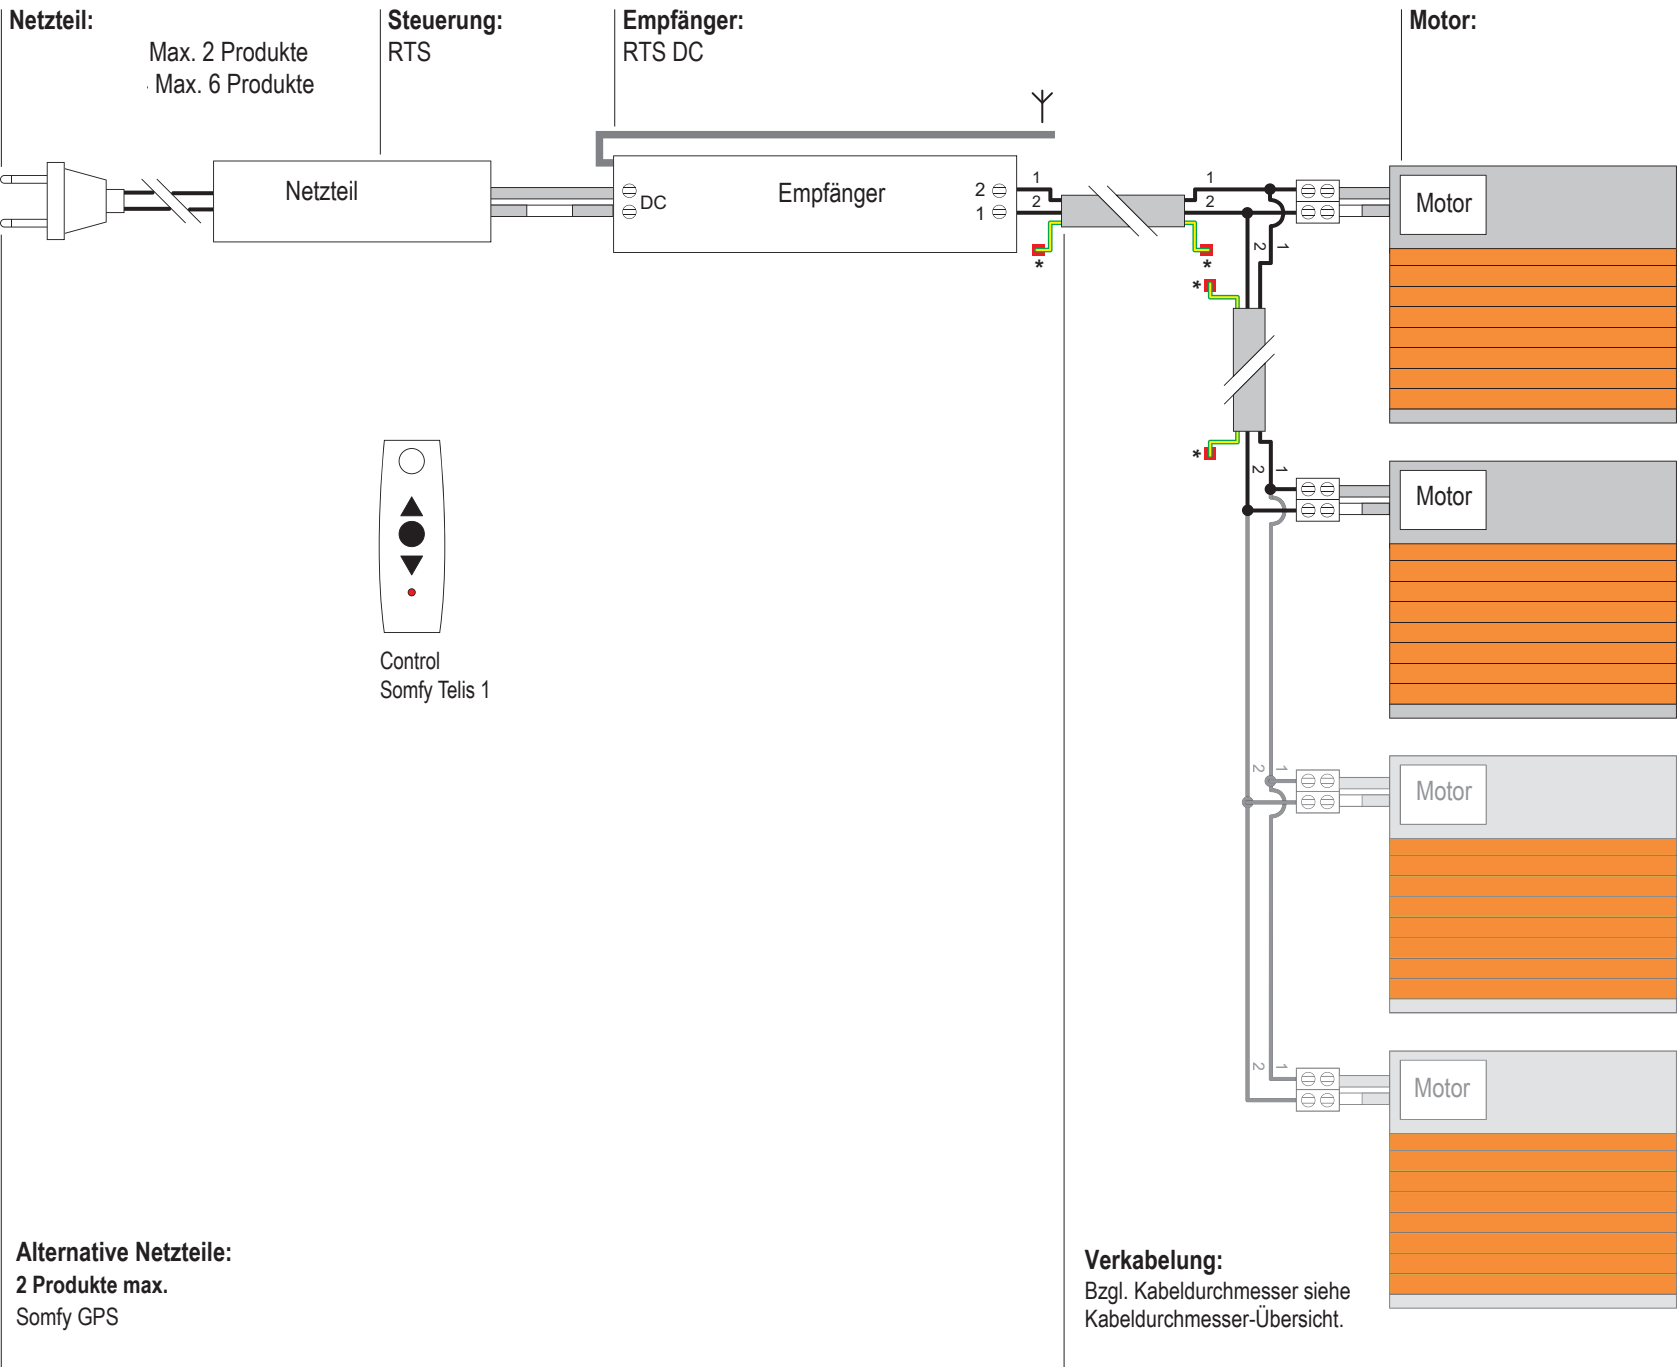 Netzteil:
Max. 2 Produkte
Max. 6 Produkte
Steuerung:
RTS
Empfänger:
RTS DC
Motor:
Netzteil
DC
Empfänger
2
1
1
2
*
1
2
*
*
2
1
Motor
*
2
1
Motor
Control
Somfy Telis 1
2
1
Motor
2
1
Motor
Alternative Netzteile:
2 Produkte max.
Somfy GPS
Verkabelung:
Bzgl. Kabeldurchmesser siehe
Kabeldurchmesser-Übersicht.